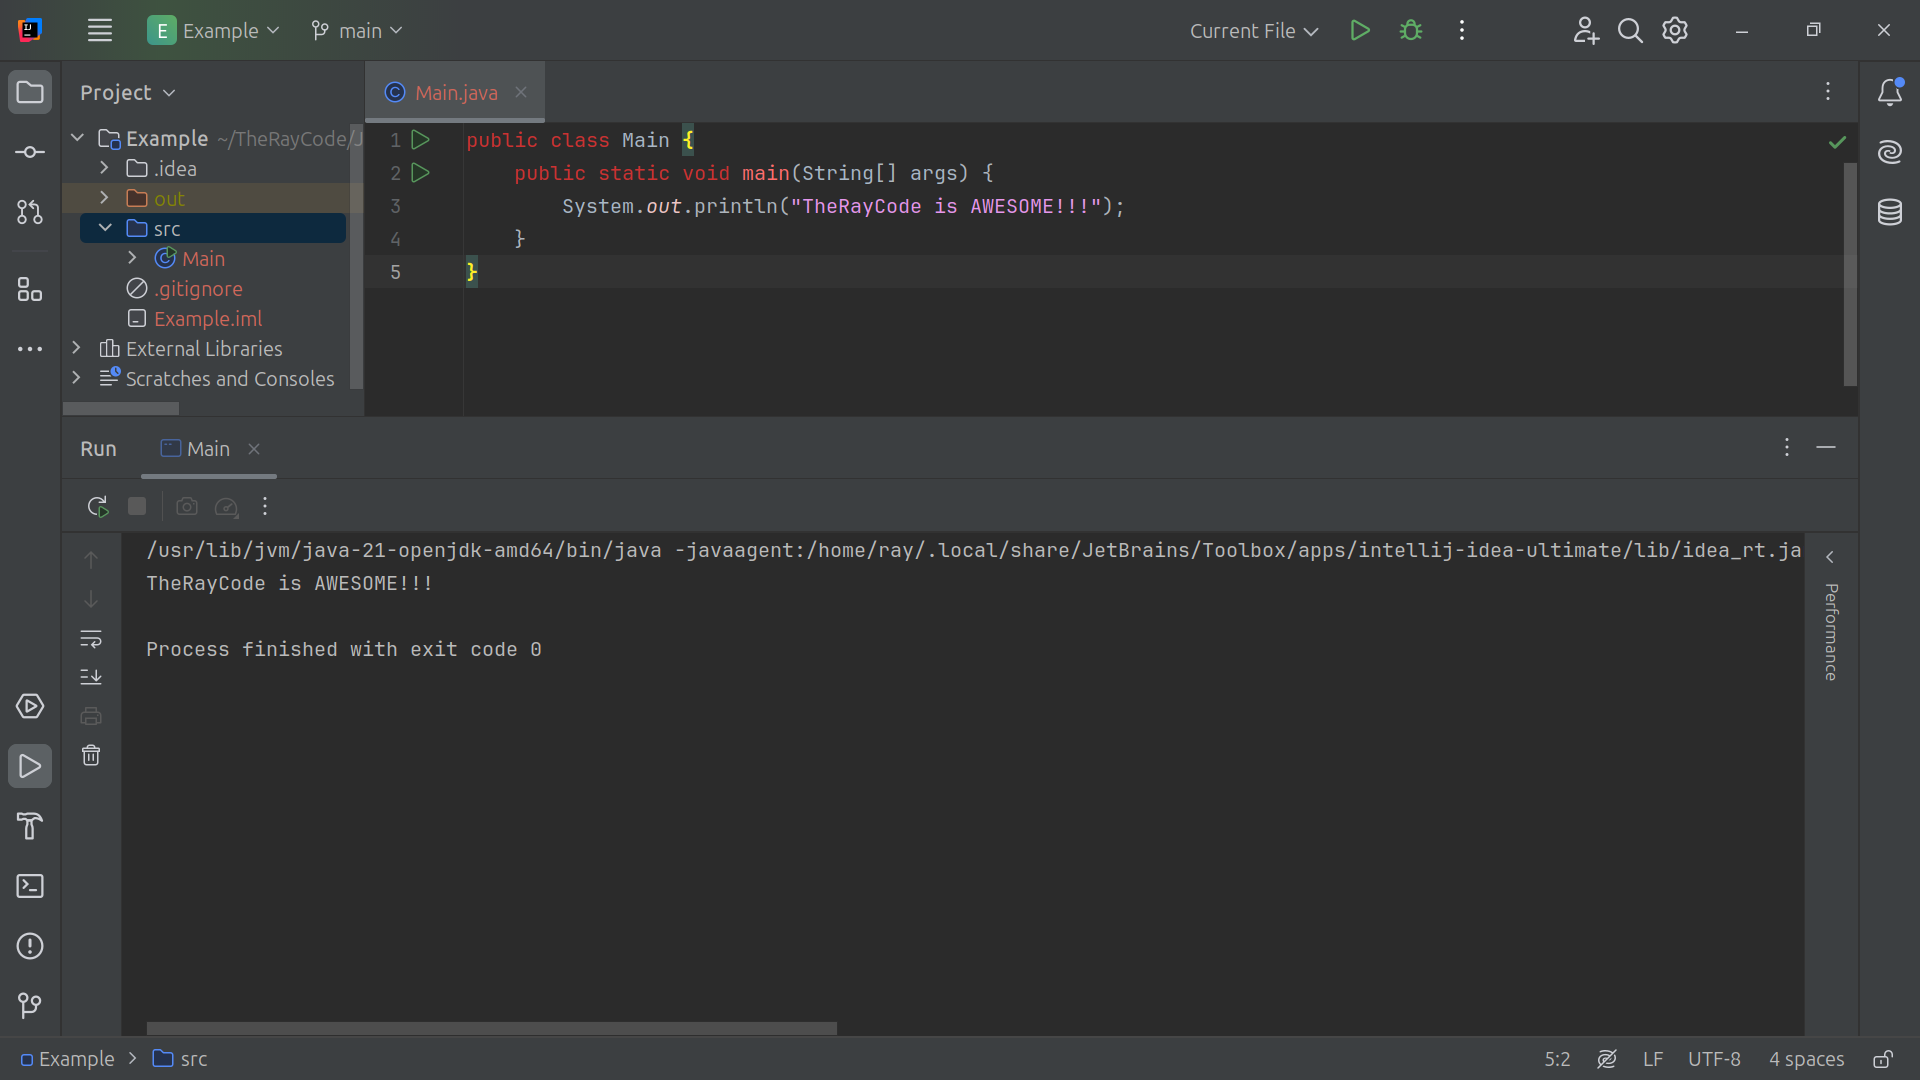 E Example main Current File
Project
Main.java
Example ~/TheRayCode/J
.idea
out
src
Main
.gitignore
Example.iml
External Libraries
Scratches and Consoles
1 public class Main {
2 public static void main(String[] args) {
3 System.out.println("TheRayCode is AWESOME!!!");
4 }
5 }
Run Main
/usr/lib/jvm/java-21-openjdk-amd64/bin/java -javaagent:/home/ray/.local/share/JetBrains/Toolbox/apps/intellij-idea-ultimate/lib/idea_rt.ja
TheRayCode is AWESOME!!!
Process finished with exit code 0
Performance
Example src 5:2 LF UTF-8 4 spaces